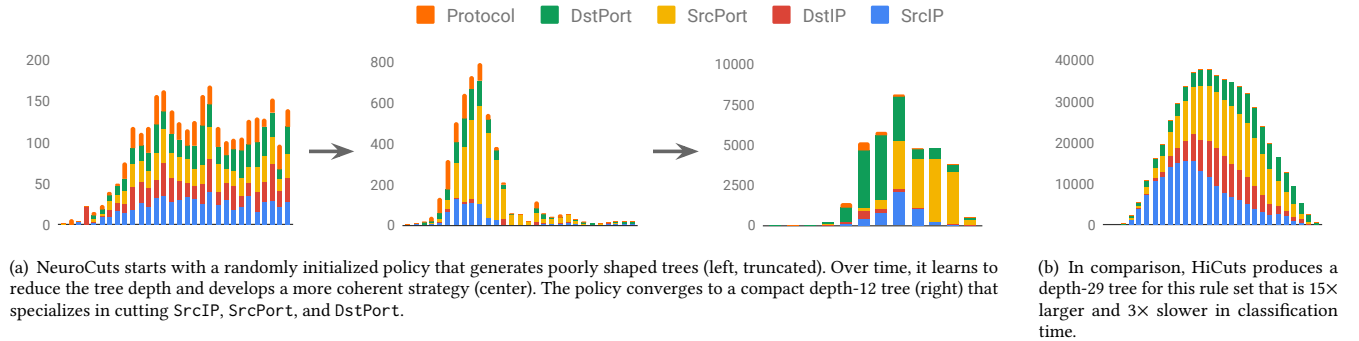 Protocol DstPort SrcPort DstIP SrcIP
200
150
100
50
0
800
600
400
200
0
10000
7500
5000
2500
0
40000
30000
20000
10000
0
(a) NeuroCuts starts with a randomly initialized policy that generates poorly shaped trees (left, truncated). Over time, it learns to
reduce the tree depth and develops a more coherent strategy (center). The policy converges to a compact depth-12 tree (right) that
specializes in cutting SrcIP, SrcPort, and DstPort.
(b) In comparison, HiCuts produces a
depth-29 tree for this rule set that is 15×
larger and 3× slower in classification
time.